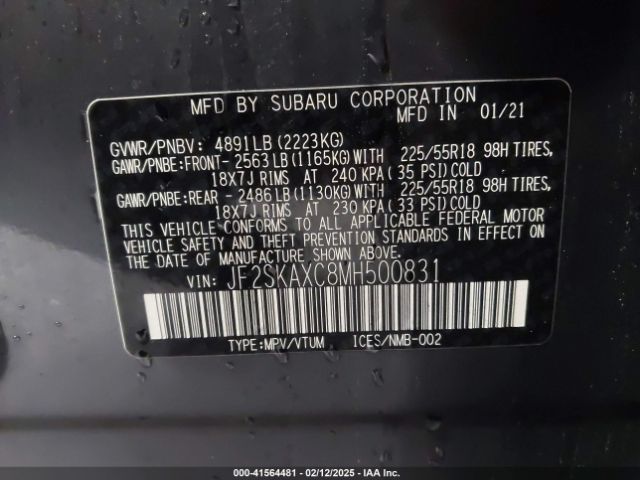 MFD BY SUBARU CORPORATION
MFD IN 01/21
GVWR/PNBV: 4891LB (2223KG)
GAWR/PNBE:FRONT- 2563 LB (1165KG) WITH 225/55R18 98H TIRES,
18X7J RIMS AT 240 KPA (35 PSI) COLD
GAWR/PNBE:REAR - 2486 LB (1130KG) WITH 225/55R18 98H TIRES,
18X7J RIMS AT 230 KPA (33 PSI) COLD
THIS VEHICLE CONFORMS TO ALL APPLICABLE FEDERAL MOTOR
VEHICLE SAFETY AND THEFT PREVENTION STANDARDS IN EFFECT
ON THE DATE OF MANUFACTURE SHOWN ABOVE.
VIN: JF2SKAXC8MH500831
TYPE:MPV/VTUM ICES/NMB-002
000-41564481 - 02/12/2025 - IAA Inc.